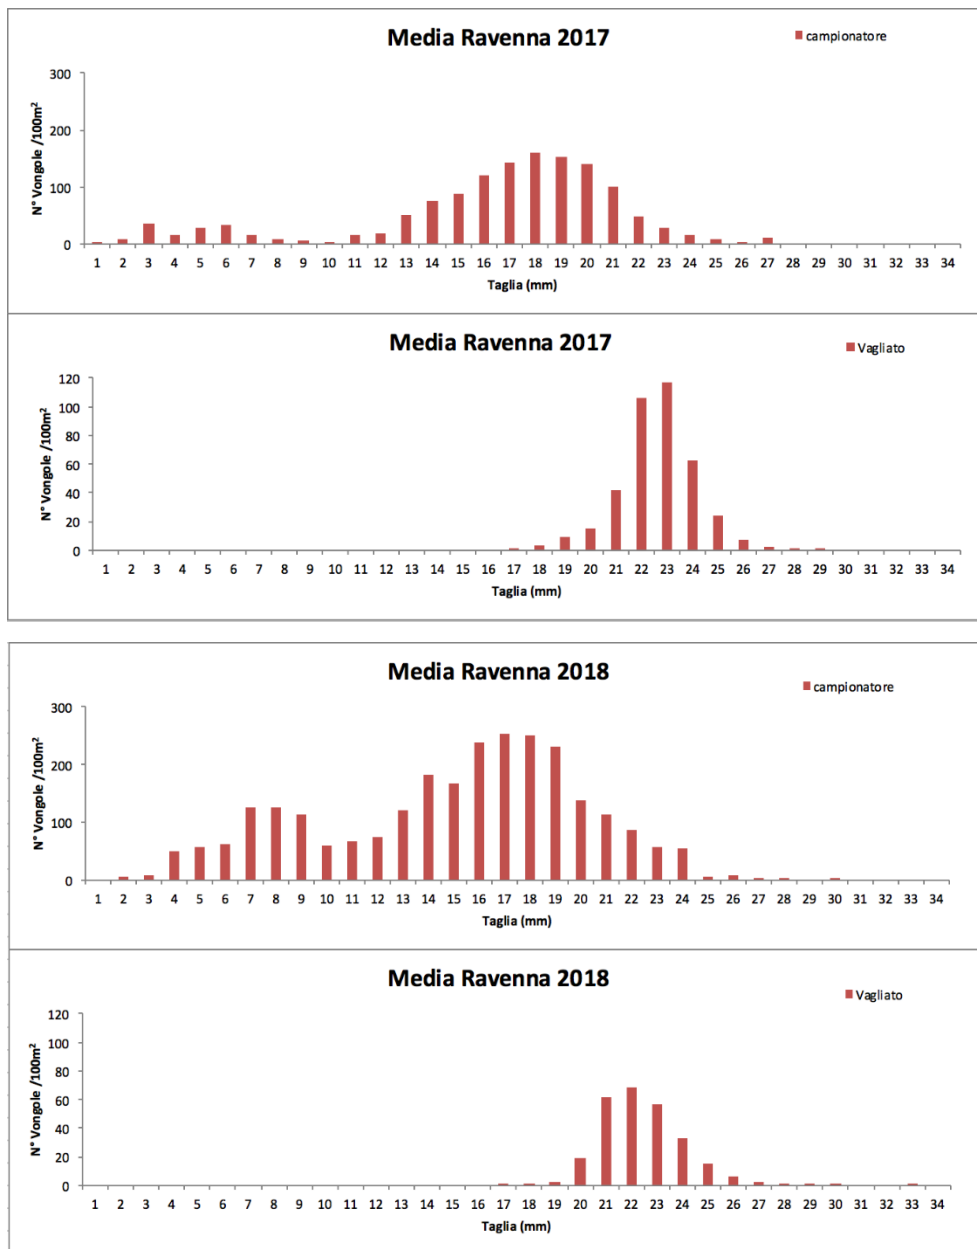 Media Ravenna 2017
campionatore
N° Vongole /100m²
300
200
100
0
1 2 3 4 5 6 7 8 9 10 11 12 13 14 15 16 17 18 19 20 21 22 23 24 25 26 27 28 29 30 31 32 33 34
Taglia (mm)
Media Ravenna 2017
Vagliato
N° Vongole /100m²
120
100
80
60
40
20
0
1 2 3 4 5 6 7 8 9 10 11 12 13 14 15 16 17 18 19 20 21 22 23 24 25 26 27 28 29 30 31 32 33 34
Taglia (mm)
Media Ravenna 2018
campionatore
N° Vongole /100m²
300
200
100
0
1 2 3 4 5 6 7 8 9 10 11 12 13 14 15 16 17 18 19 20 21 22 23 24 25 26 27 28 29 30 31 32 33 34
Taglia (mm)
Media Ravenna 2018
Vagliato
N° Vongole /100m²
120
100
80
60
40
20
0
1 2 3 4 5 6 7 8 9 10 11 12 13 14 15 16 17 18 19 20 21 22 23 24 25 26 27 28 29 30 31 32 33 34
Taglia (mm)